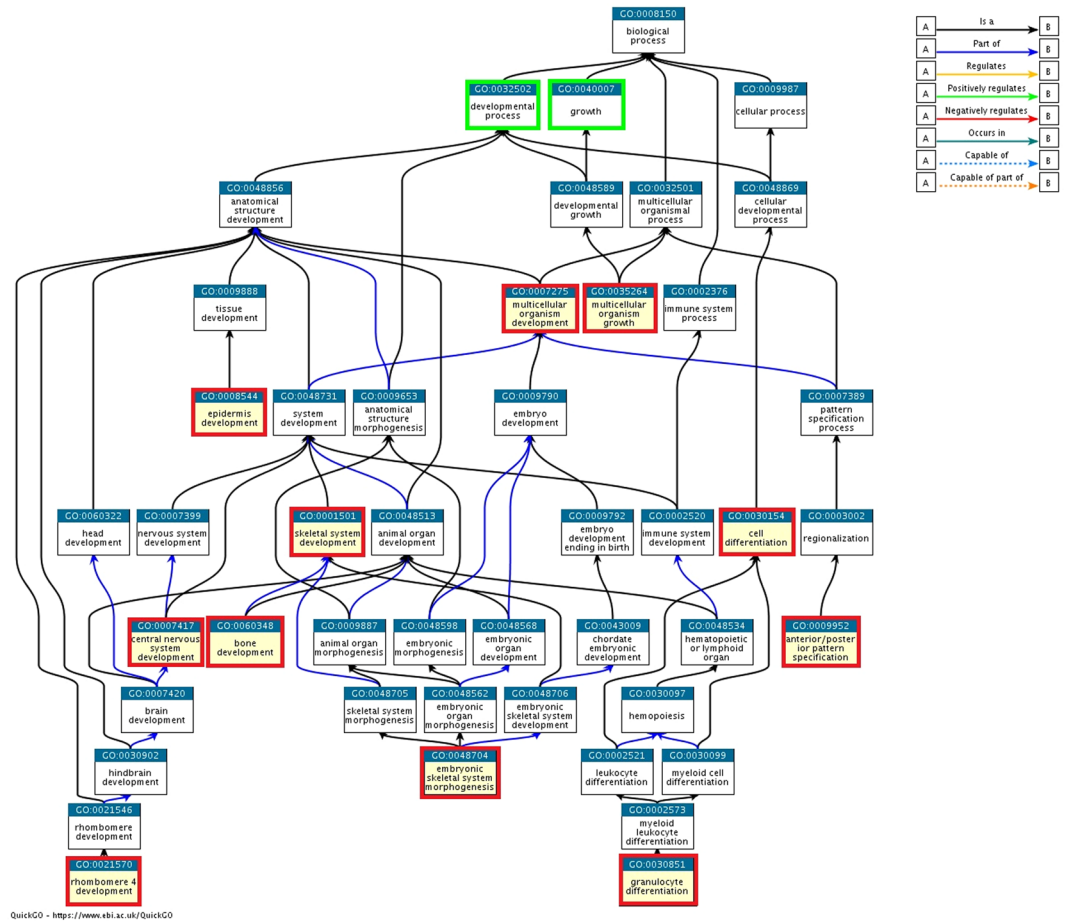 GO:0008150
biological
process
A Is a B
A Part of B
A Regulates B
A Positively regulates B
A Negatively regulates B
A Occurs in B
A Capable of B
A Capable of part of B
GO:0032502
developmental
process
GO:0040007
growth
GO:0009987
cellular process
GO:0048856
anatomical
structure
development
GO:0048589
developmental
growth
GO:0032501
multicellular
organismal
process
GO:0048869
cellular
developmental
process
GO:0009888
tissue
development
GO:0007275
multicellular
organism
development
GO:0035264
multicellular
organism
growth
GO:0002376
immune system
process
GO:0008544
epidermis
development
GO:0048731
system
development
GO:0009653
anatomical
structure
morphogenesis
GO:0009790
embryo
development
GO:0007389
pattern
specification
process
GO:0060322
head
development
GO:0007399
nervous system
development
GO:0001501
skeletal system
development
GO:0048513
animal organ
development
GO:0009792
embryo
development
ending in birth
GO:0002520
immune system
development
GO:0030154
cell
differentiation
GO:0003002
regionalization
GO:0007417
central nervous
system
development
GO:0060348
bone
development
GO:0009887
animal organ
morphogenesis
GO:0048598
embryonic
morphogenesis
GO:0048568
embryonic
organ
development
GO:0043009
chordate
embryonic
development
GO:0048534
hematopoietic
or lymphoid
organ
GO:0009952
anterior/poster
ior pattern
specification
GO:0007420
brain
development
GO:0048705
skeletal system
morphogenesis
GO:0048562
embryonic
organ
morphogenesis
GO:0048706
embryonic
skeletal system
development
GO:0030097
hemopoiesis
GO:0030902
hindbrain
development
GO:0048704
embryonic
skeletal system
morphogenesis
GO:0002521
leukocyte
differentiation
GO:0030099
myeloid cell
differentiation
GO:0021546
rhombomere
development
GO:0002573
myeloid
leukocyte
differentiation
GO:0021570
rhombomere 4
development
GO:0030851
granulocyte
differentiation
QuickGO - https://www.ebi.ac.uk/QuickGO